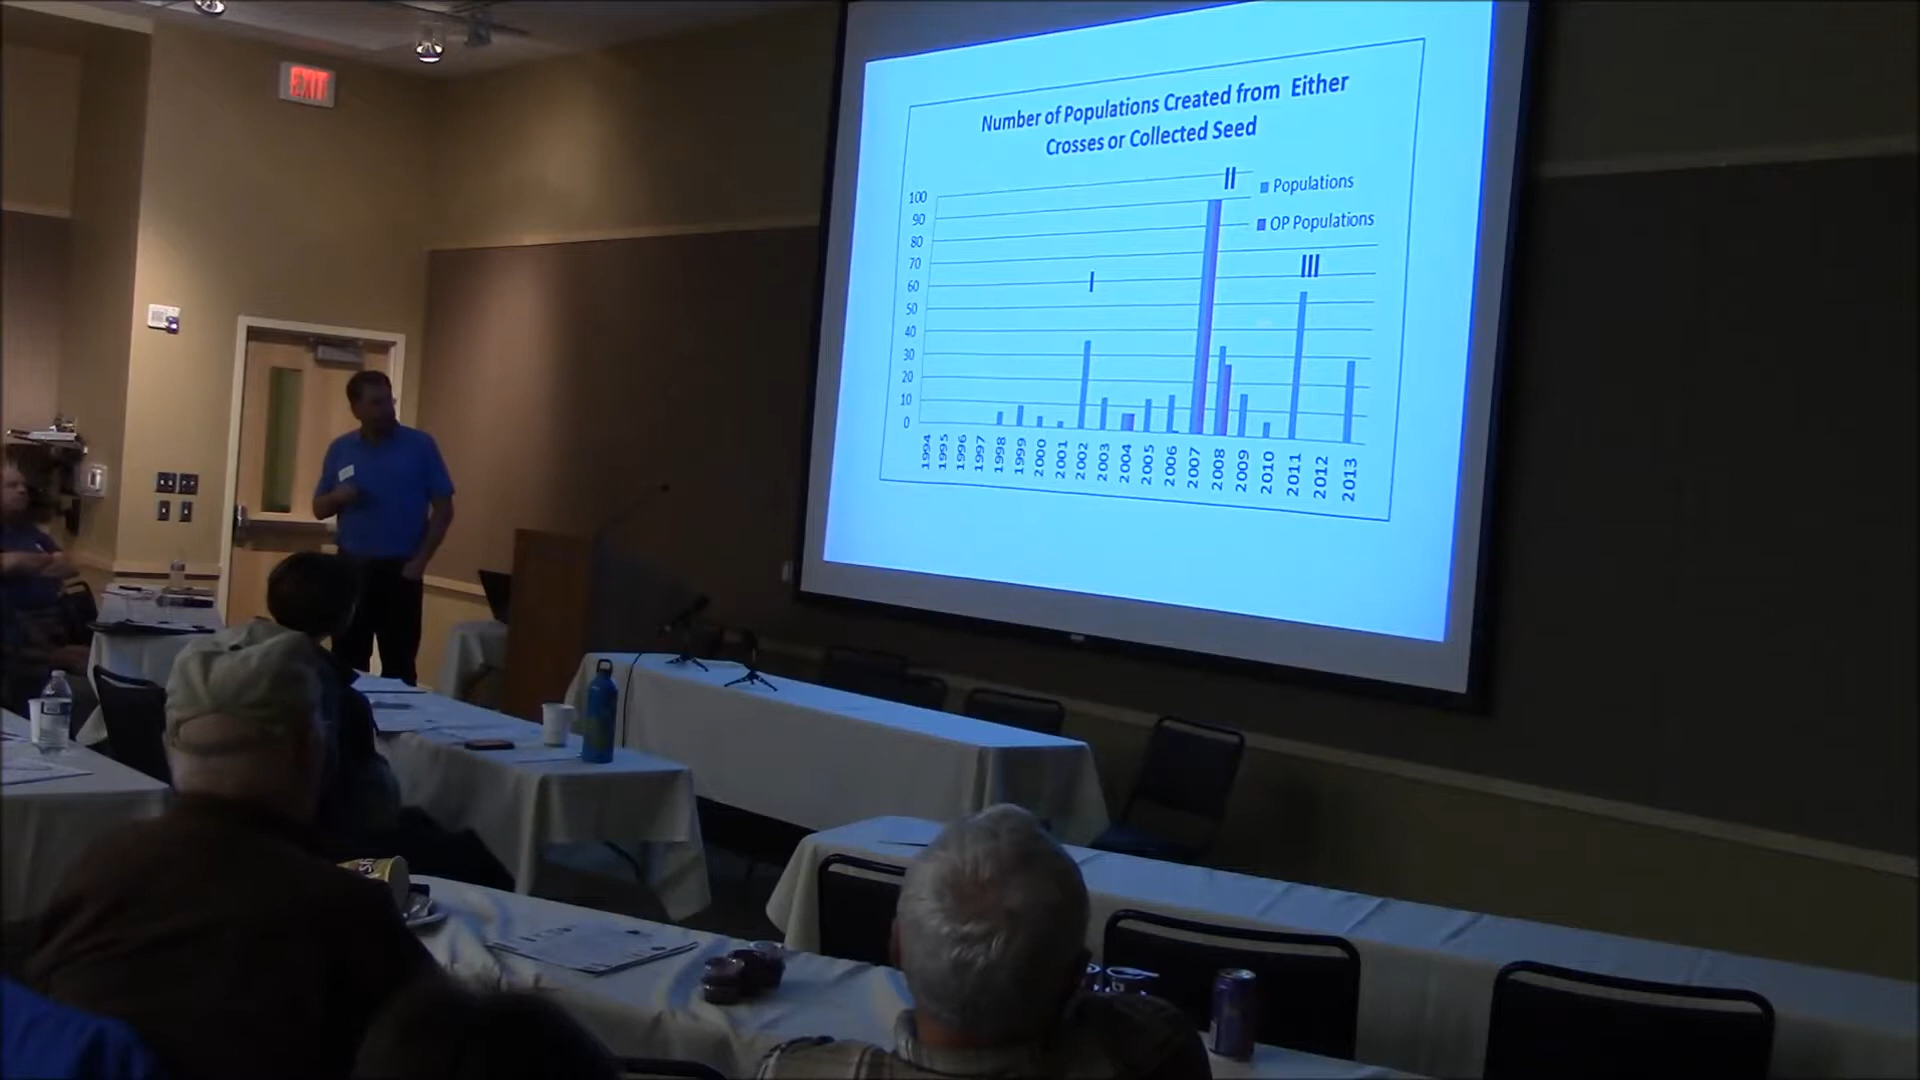 EXIT
Number of Populations Created from Either
Crosses or Collected Seed
II
Populations
OP Populations
III
I
100
90
80
70
60
50
40
30
20
10
0
1994 1995 1996 1997 1998 1999 2000 2001 2002 2003 2004 2005 2006 2007 2008 2009 2010 2011 2012 2013